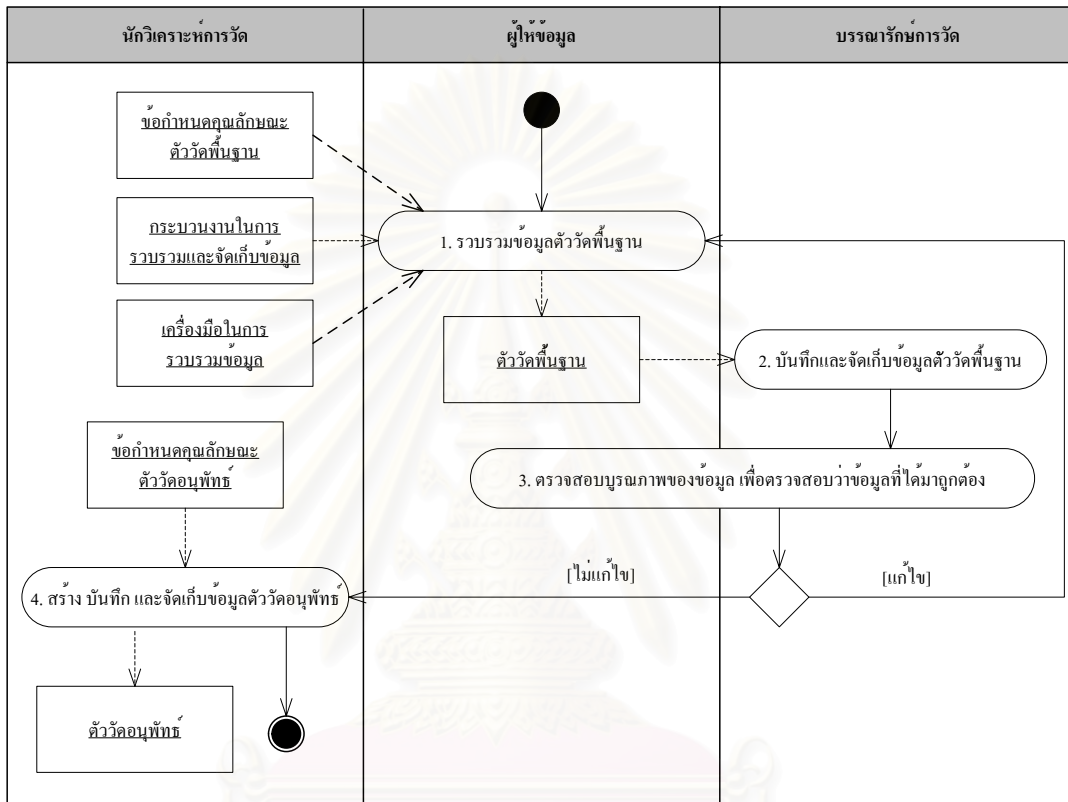 นักวิเคราะห์การวัด
ผู้ให้ข้อมูล
บรรณารักษ์การวัด
ข้อกำหนดคุณลักษณะ
ตัววัดพื้นฐาน
กระบวนงานในการ
รวบรวมและจัดเก็บข้อมูล
1. รวบรวมข้อมูลตัววัดพื้นฐาน
เครื่องมือในการ
รวบรวมข้อมูล
ตัววัดพื้นฐาน
2. บันทึกและจัดเก็บข้อมูลตัววัดพื้นฐาน
ข้อกำหนดคุณลักษณะ
ตัววัดอนุพัทธ์
3. ตรวจสอบบูรณภาพของข้อมูล เพื่อตรวจสอบว่าข้อมูลที่ได้มาถูกต้อง
[ไม่แก้ไข]
[แก้ไข]
4. สร้าง บันทึก และจัดเก็บข้อมูลตัววัดอนุพัทธ์
ตัววัดอนุพัทธ์